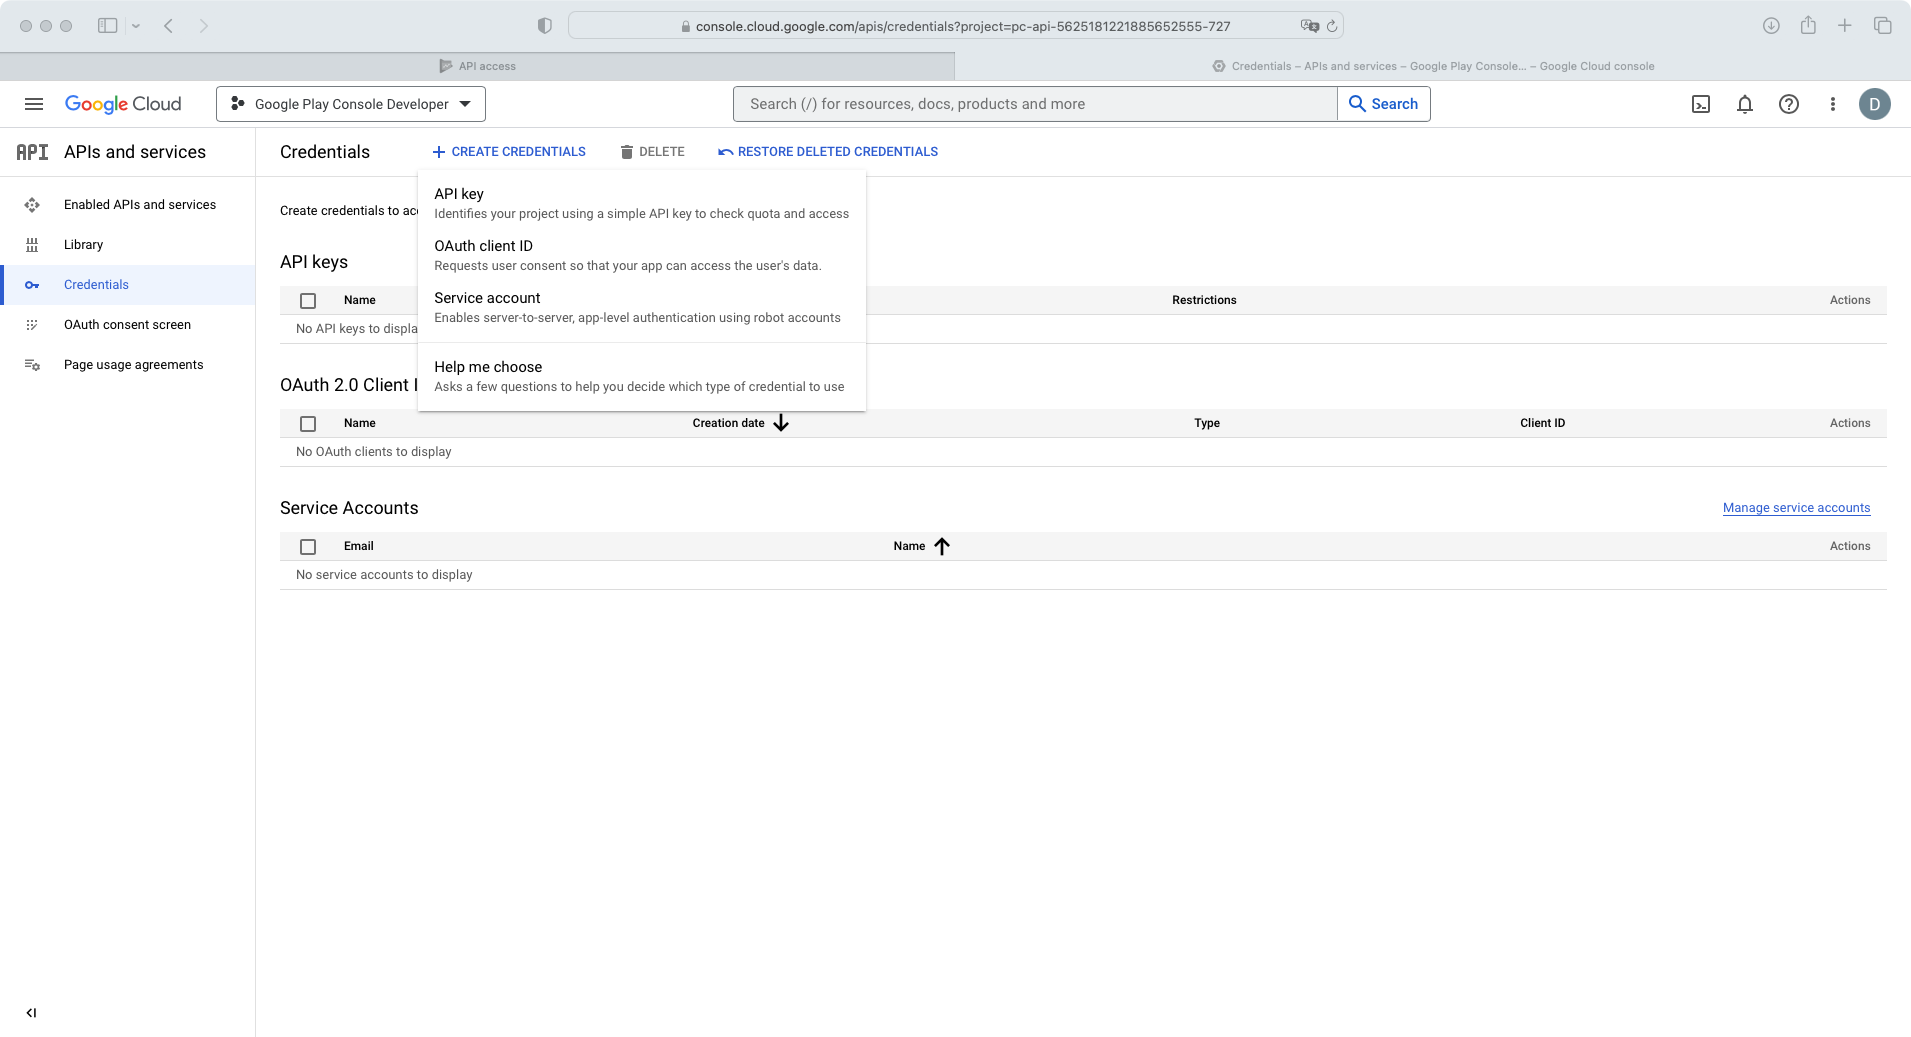 console.cloud.google.com/apis/credentials?project=pc-api-5625181221885652555-727
API access
Credentials – APIs and services – Google Play Console... – Google Cloud console
Google Cloud
Google Play Console Developer
Search (/) for resources, docs, products and more
Search
D
API
APIs and services
Credentials
CREATE CREDENTIALS
DELETE
RESTORE DELETED CREDENTIALS
Enabled APIs and services
Library
Credentials
OAuth consent screen
Page usage agreements
Create credentials to
API key
Identifies your project using a simple API key to check quota and access
OAuth client ID
Requests user consent so that your app can access the user's data.
Service account
Enables server-to-server, app-level authentication using robot accounts
Help me choose
Asks a few questions to help you decide which type of credential to use
API keys
Name
Restrictions
Actions
No API keys to displa
OAuth 2.0 Client I
Name
Creation date
Type
Client ID
Actions
No OAuth clients to display
Service Accounts
Manage service accounts
Email
Name
Actions
No service accounts to display